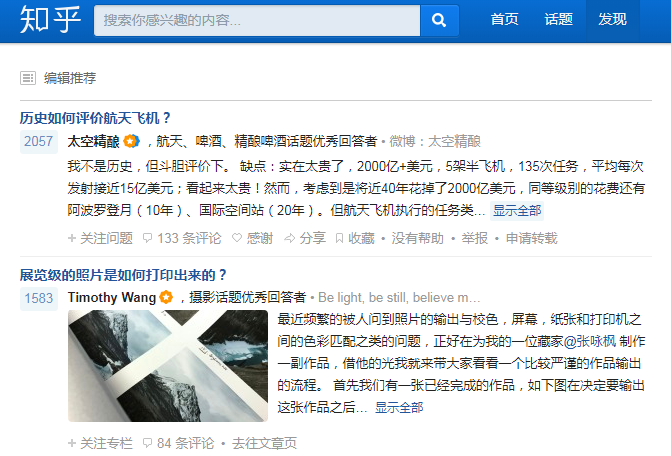 知乎
搜索你感兴趣的内容...
首页 话题 发现
编辑推荐
历史如何评价航天飞机？
2057 太空精酿 ，航天、啤酒、精酿啤酒话题优秀回答者 • 微博：太空精酿
我不是历史，但斗胆评价下。 缺点：实在太贵了，2000亿+美元，5架半飞机，135次任务，平均每次
发射接近15亿美元；看起来太贵！然而，考虑到是将近40年花掉了2000亿美元，同等级别的花费还有
阿波罗登月（10年）、国际空间站（20年）。但航天飞机执行的任务类... 显示全部
关注问题 133 条评论 感谢 分享 收藏 • 没有帮助 • 举报 • 申请转载
展览级的照片是如何打印出来的？
1583 Timothy Wang ，摄影话题优秀回答者 • Be light, be still, believe m...
最近频繁的被人问到照片的输出与校色，屏幕，纸张和打印机之
间的色彩匹配之类的问题，正好在为我的一位藏家@张咏枫 制作
一副作品，借他的光我就来带大家看看一个比较严谨的作品输出
的流程。 首先我们有一张已经完成的作品，如下图在决定要输出
这张作品之后... 显示全部
关注专栏 84 条评论 • 去往文章页